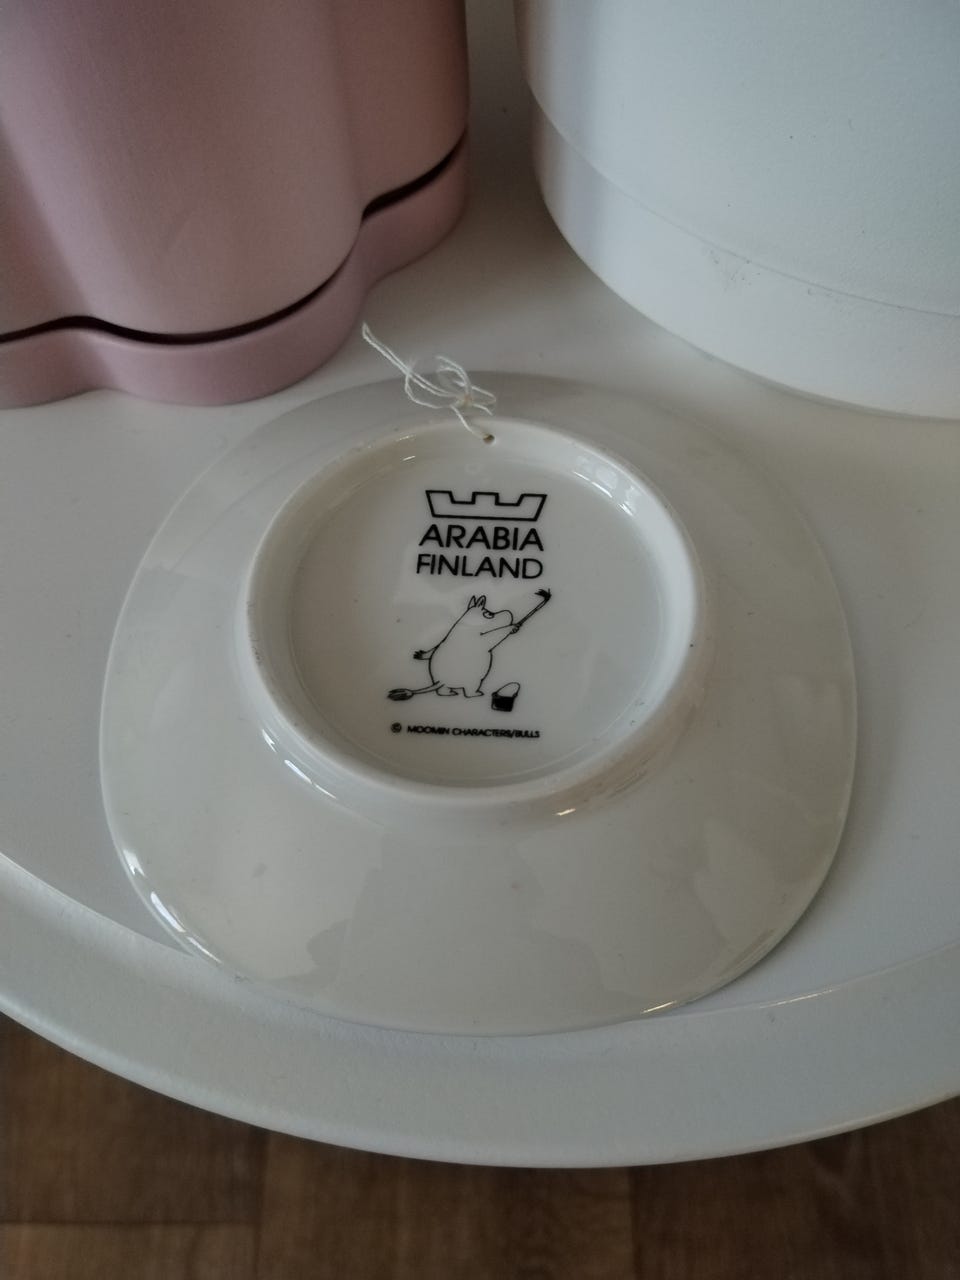 ARABIA
FINLAND
© MOOMIN CHARACTERS/BULLS